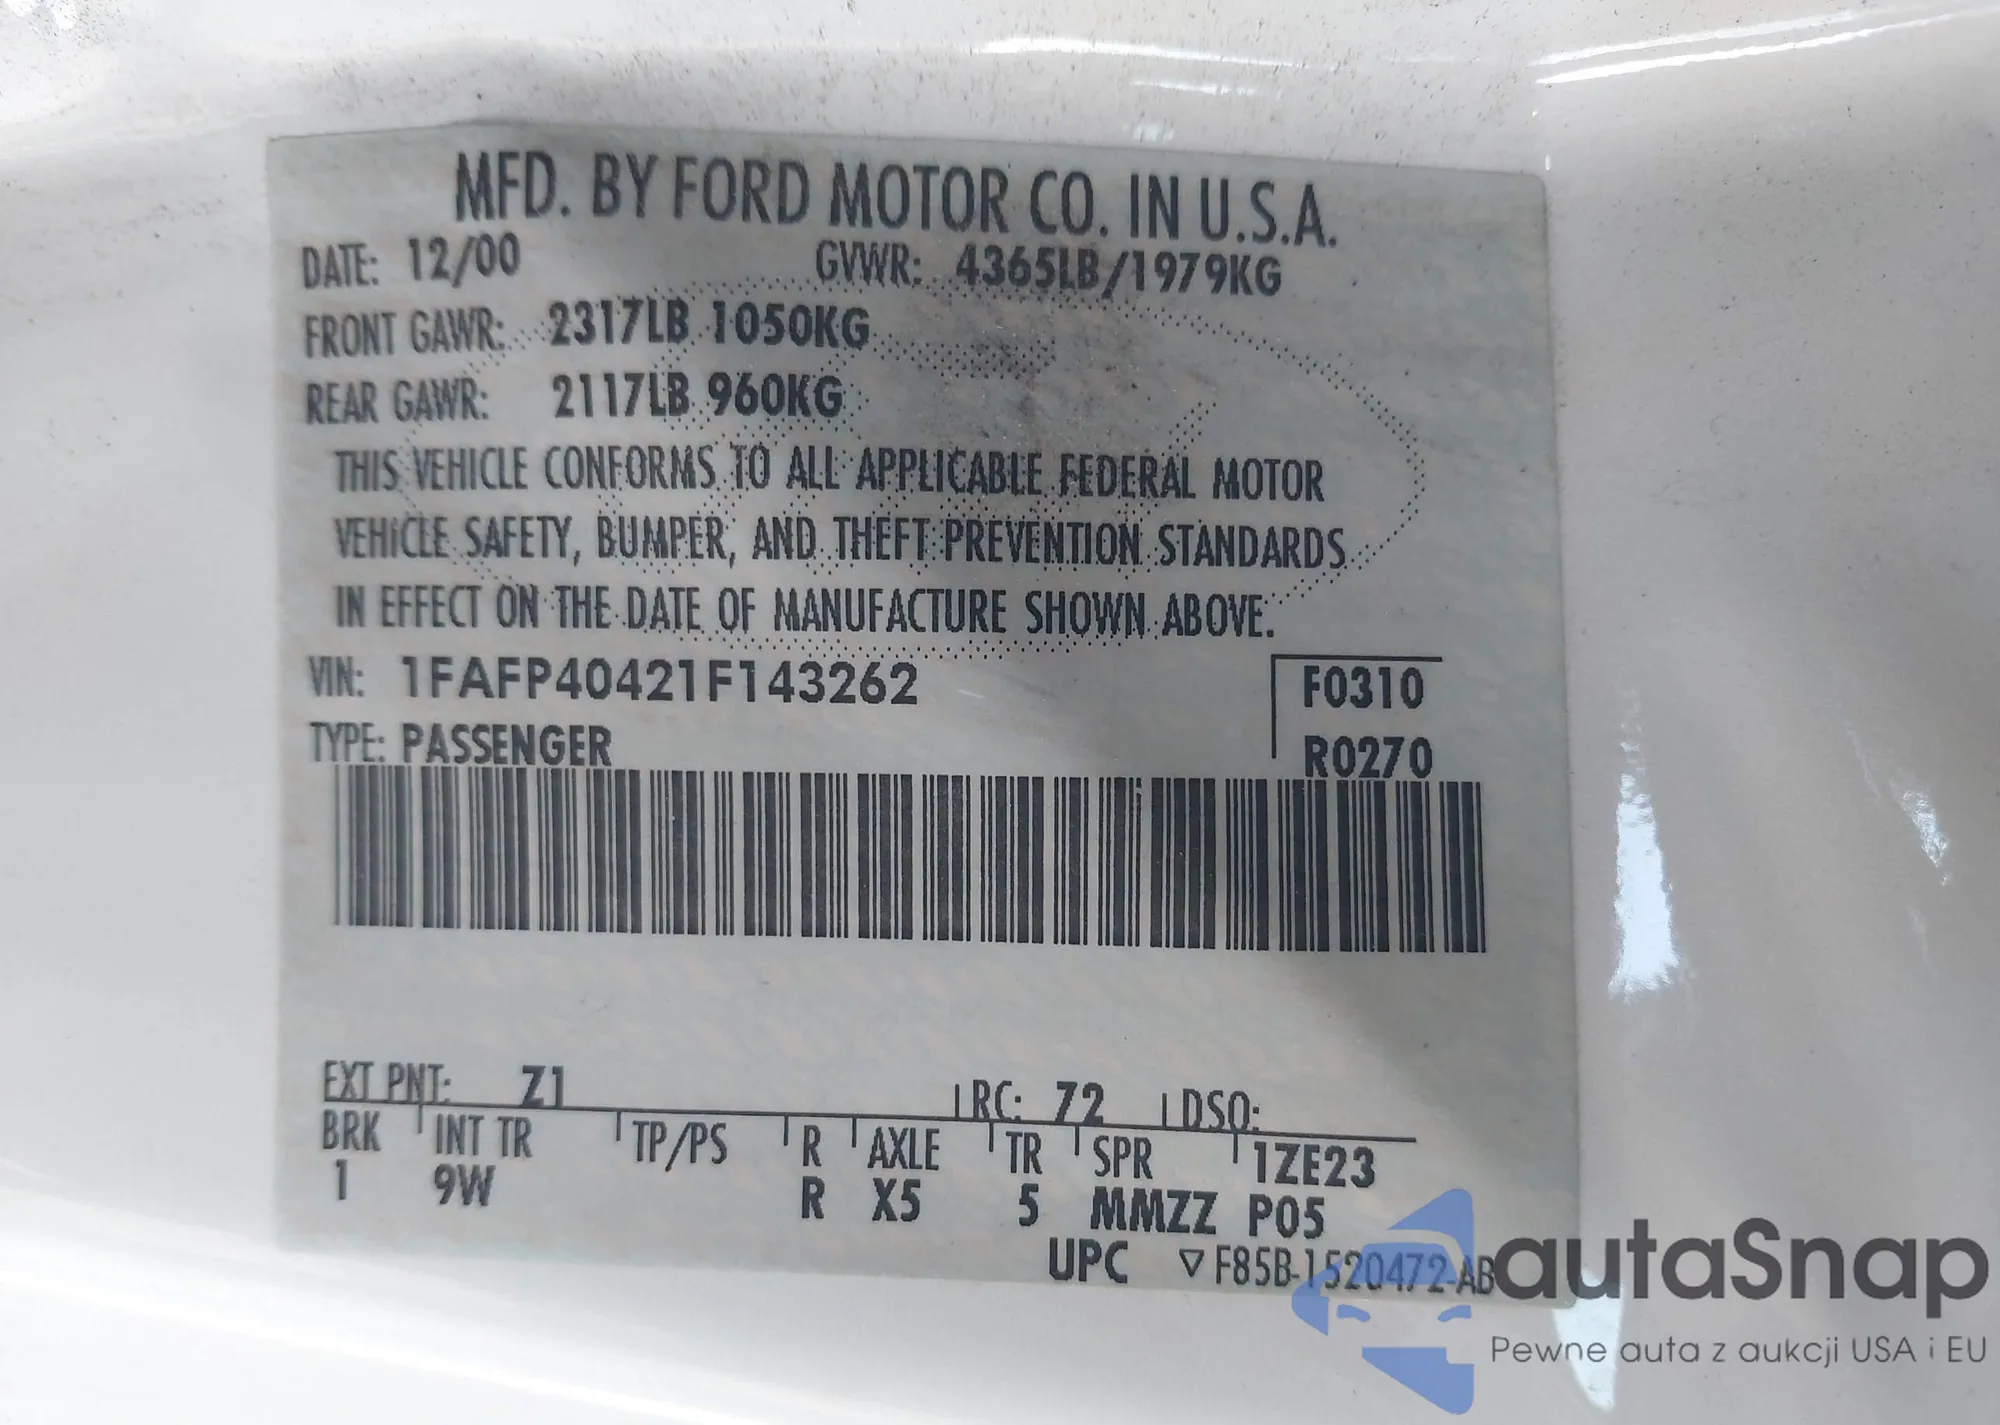 MFD. BY FORD MOTOR CO. IN U.S.A.
DATE: 12/00 GVWR: 4365LB/1979KG
FRONT GAWR: 2317LB 1050KG
REAR GAWR: 2117LB 960KG
THIS VEHICLE CONFORMS TO ALL APPLICABLE FEDERAL MOTOR
VEHICLE SAFETY, BUMPER, AND THEFT PREVENTION STANDARDS
IN EFFECT ON THE DATE OF MANUFACTURE SHOWN ABOVE.
VIN: 1FAFP40421F143262 F0310
TYPE: PASSENGER R0270
EXT PNT: Z1 RC: 72 DSO:
BRK INT TR TP/PS R AXLE TR SPR 1ZE23
1 9W R X5 5 MMZZ P05
UPC ▽F85B-1520472-AB
autaSnap
Pewne auta z aukcji USA i EU